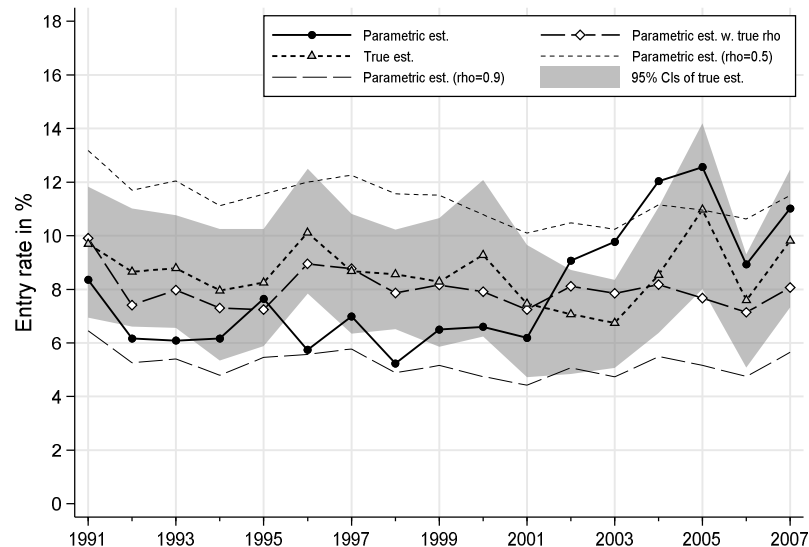 Parametric est.
Parametric est. w. true rho
True est.
Parametric est. (rho=0.5)
Parametric est. (rho=0.9)
95% CIs of true est.
Entry rate in %
18
16
14
12
10
8
6
4
2
0
1991 1993 1995 1997 1999 2001 2003 2005 2007